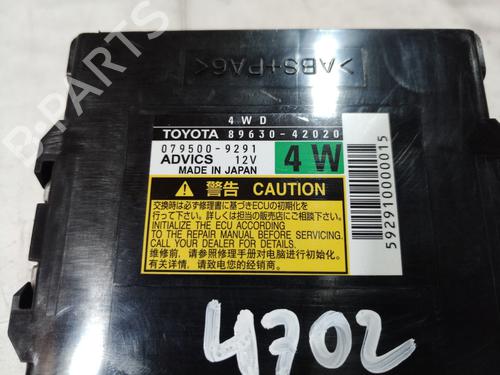 >ABS+PA6<
4WD
TOYOTA 89630-42020
079500-9291
ADVICS 12V
MADE IN JAPAN
4W
592910000015
警告 CAUTION
交換時は必ず修理書に基づきECUの初期化を
行って下さい。詳しくは担当の販売店にご相談下さい。
INITIALIZE THE ECU ACCORDING
TO THE REPAIR MANUAL BEFORE SERVICING.
CALL YOUR DEALER FOR DETAILS.
维修前，请参照修理手册对电脑进行初始化。
有关详情，请致电您的经销商。
4702
B-PARTS